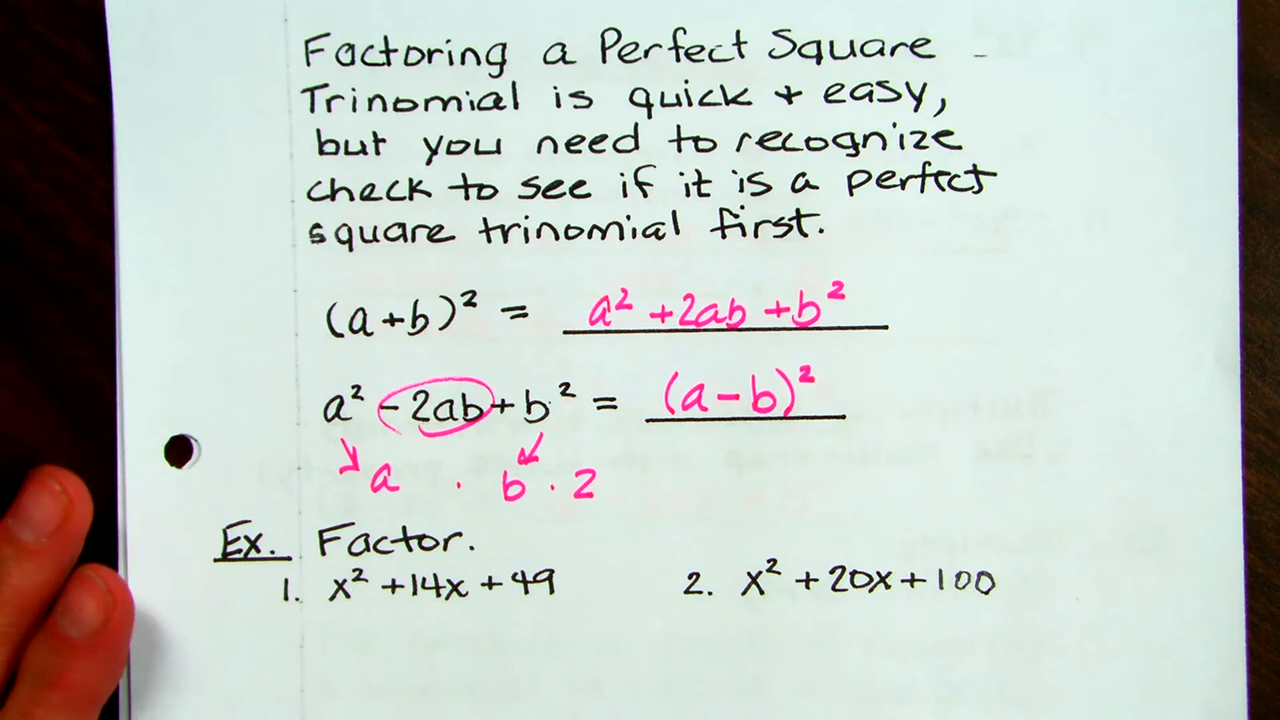 Factoring a Perfect Square
Trinomial is quick + easy,
but you need to recognize
check to see if it is a perfect
square trinomial first.
(a+b)² = a² +2ab +b²
a² - 2ab + b² = (a-b)²
a · b · 2
Ex. Factor.
1. x² +14x + 49 2. x² + 20x + 100